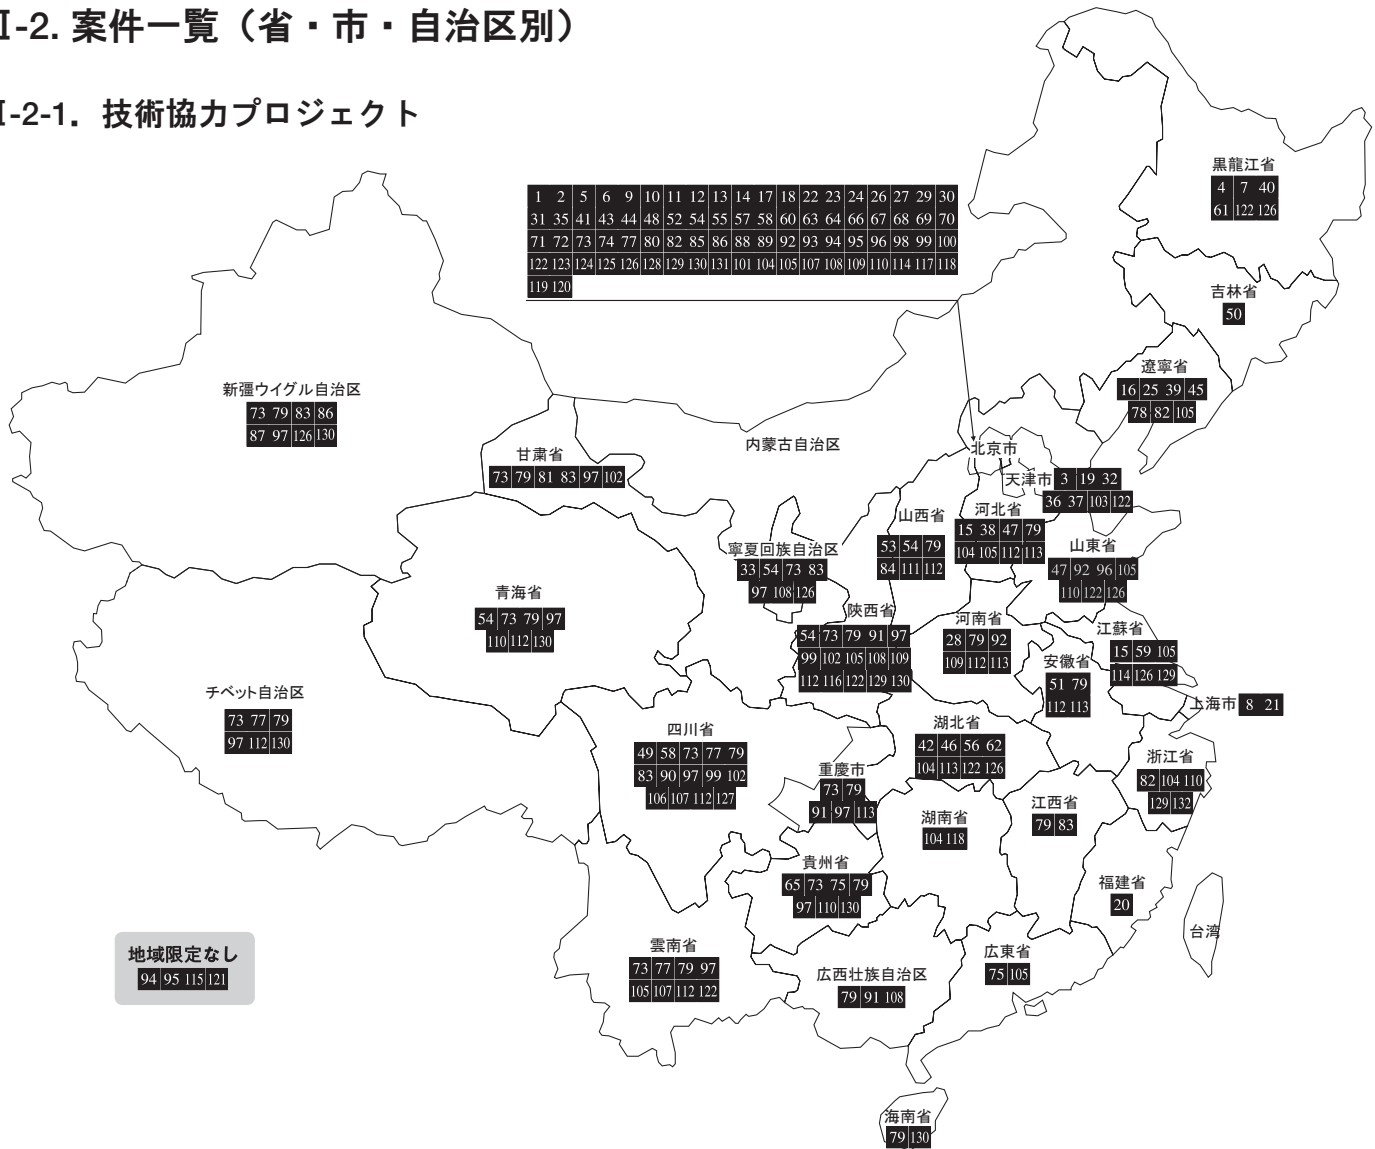 I-2. 案件一覧（省・市・自治区別）
I-2-1．技術協力プロジェクト
1 2 5 6 9 10 11 12 13 14 17 18 22 23 24 26 27 29 30
31 35 41 43 44 48 52 54 55 57 58 60 63 64 66 67 68 69 70
71 72 73 74 77 80 82 85 86 88 89 92 93 94 95 96 98 99 100
122 123 124 125 126 128 129 130 131 101 104 105 107 108 109 110 114 117 118
119 120
黒龍江省
4 7 40
61 122 126
吉林省
50
遼寧省
16 25 39 45
78 82 105
新疆ウイグル自治区
73 79 83 86
87 97 126 130
甘粛省
73 79 81 83 97 102
内蒙古自治区
北京市
天津市 3 19 32
36 37 103 122
山西省
53 54 79
84 111 112
河北省
15 38 47 79
104 105 112 113
山東省
47 92 96 105
110 122 126
寧夏回族自治区
33 54 73 83
97 108 126
青海省
54 73 79 97
110 112 130
陝西省
54 73 79 91 97
99 102 105 108 109
112 116 122 129 130
河南省
28 79 92
109 112 113
江蘇省
15 59 105
114 126 129
安徽省
51 79
112 113
上海市 8 21
チベット自治区
73 77 79
97 112 130
四川省
49 58 73 77 79
83 90 97 99 102
106 107 112 127
重慶市
73 79
91 97 113
湖北省
42 46 56 62
104 113 122 126
浙江省
82 104 110
129 132
江西省
79 83
湖南省
104 118
貴州省
65 73 75 79
97 110 130
福建省
20
台湾
地域限定なし
94 95 115 121
雲南省
73 77 79 97
105 107 112 122
広西壮族自治区
79 91 108
広東省
75 105
海南省
79 130